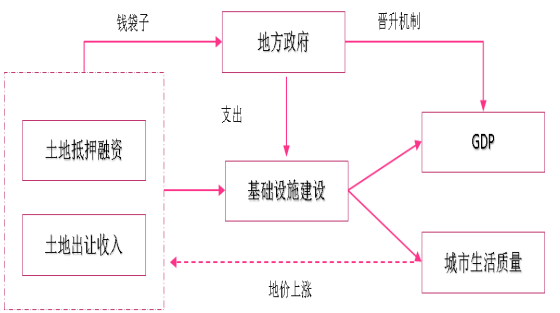 钱袋子
地方政府
晋升机制
支出
土地抵押融资
GDP
基础设施建设
土地出让收入
城市生活质量
地份上涨